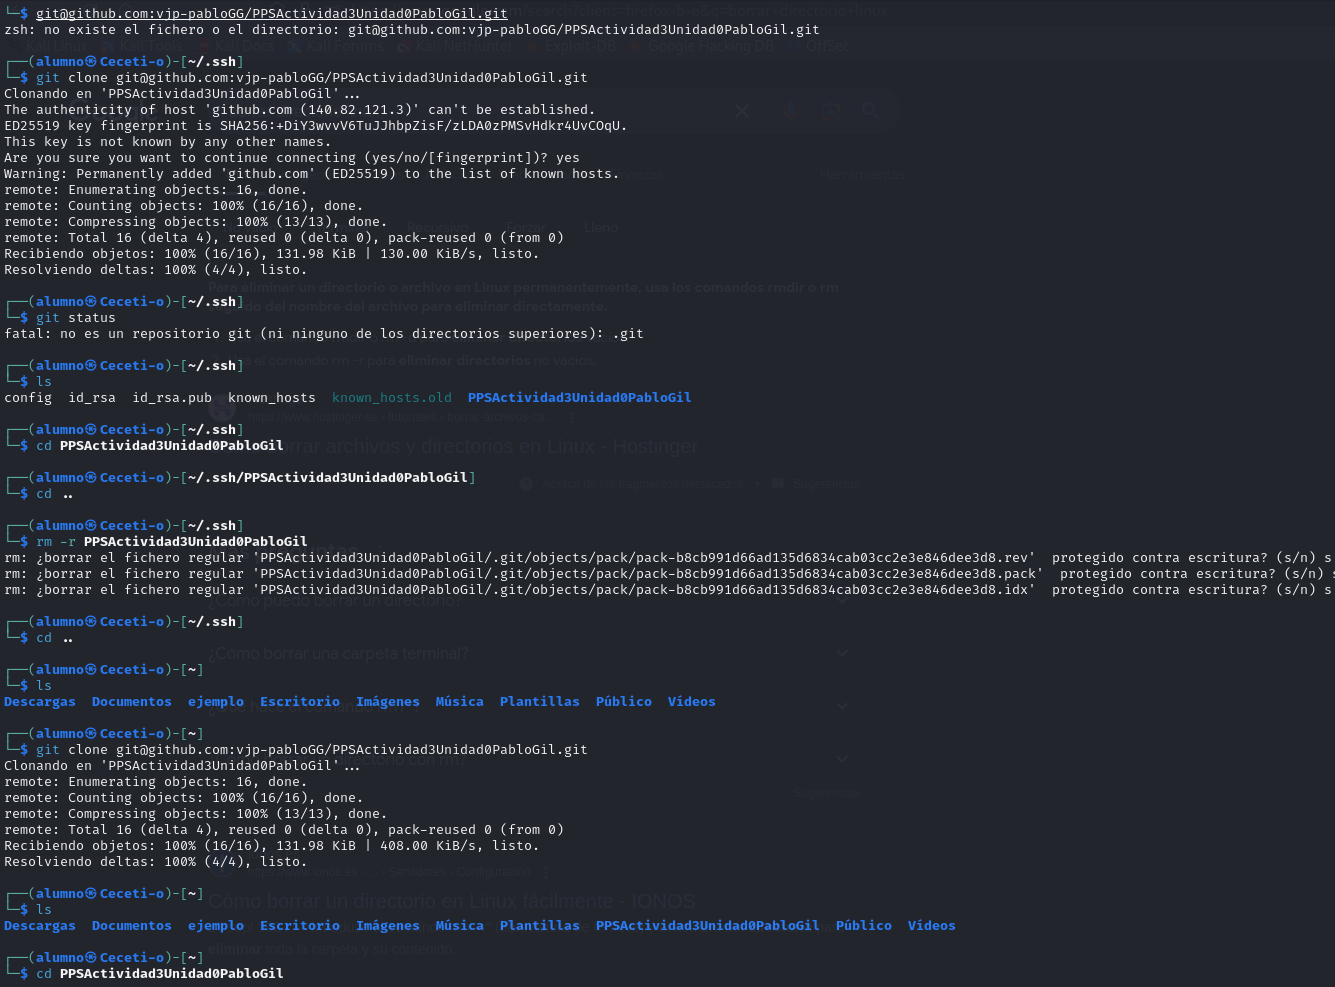 └─$ git@github.com:vjp-pabloGG/PPSActividad3Unidad0PabloGil.git
zsh: no existe el fichero o el directorio: git@github.com:vjp-pabloGG/PPSActividad3Unidad0PabloGil.git
┌──(alumno㉿Ceceti-o)-[~/.ssh]
└─$ git clone git@github.com:vjp-pabloGG/PPSActividad3Unidad0PabloGil.git
Clonando en 'PPSActividad3Unidad0PabloGil'...
The authenticity of host 'github.com (140.82.121.3)' can't be established.
ED25519 key fingerprint is SHA256:+DiY3wvvV6TuJJhbpZisF/zLDA0zPMSvHdkr4UvCOqU.
This key is not known by any other names.
Are you sure you want to continue connecting (yes/no/[fingerprint])? yes
Warning: Permanently added 'github.com' (ED25519) to the list of known hosts.
remote: Enumerating objects: 16, done.
remote: Counting objects: 100% (16/16), done.
remote: Compressing objects: 100% (13/13), done.
remote: Total 16 (delta 4), reused 0 (delta 0), pack-reused 0 (from 0)
Recibiendo objetos: 100% (16/16), 131.98 KiB | 130.00 KiB/s, listo.
Resolviendo deltas: 100% (4/4), listo.
┌──(alumno㉿Ceceti-o)-[~/.ssh]
└─$ git status
fatal: no es un repositorio git (ni ninguno de los directorios superiores): .git
┌──(alumno㉿Ceceti-o)-[~/.ssh]
└─$ ls
config  id_rsa  id_rsa.pub  known_hosts  known_hosts.old  PPSActividad3Unidad0PabloGil
┌──(alumno㉿Ceceti-o)-[~/.ssh]
└─$ cd PPSActividad3Unidad0PabloGil
┌──(alumno㉿Ceceti-o)-[~/.ssh/PPSActividad3Unidad0PabloGil]
└─$ cd ..
┌──(alumno㉿Ceceti-o)-[~/.ssh]
└─$ rm -r PPSActividad3Unidad0PabloGil
rm: ¿borrar el fichero regular 'PPSActividad3Unidad0PabloGil/.git/objects/pack/pack-b8cb991d66ad135d6834cab03cc2e3e846dee3d8.rev'  protegido contra escritura? (s/n) s
rm: ¿borrar el fichero regular 'PPSActividad3Unidad0PabloGil/.git/objects/pack/pack-b8cb991d66ad135d6834cab03cc2e3e846dee3d8.pack'  protegido contra escritura? (s/n) s
rm: ¿borrar el fichero regular 'PPSActividad3Unidad0PabloGil/.git/objects/pack/pack-b8cb991d66ad135d6834cab03cc2e3e846dee3d8.idx'  protegido contra escritura? (s/n) s
┌──(alumno㉿Ceceti-o)-[~/.ssh]
└─$ cd ..
┌──(alumno㉿Ceceti-o)-[~]
└─$ ls
Descargas  Documentos  ejemplo  Escritorio  Imágenes  Música  Plantillas  Público  Vídeos
┌──(alumno㉿Ceceti-o)-[~]
└─$ git clone git@github.com:vjp-pabloGG/PPSActividad3Unidad0PabloGil.git
Clonando en 'PPSActividad3Unidad0PabloGil'...
remote: Enumerating objects: 16, done.
remote: Counting objects: 100% (16/16), done.
remote: Compressing objects: 100% (13/13), done.
remote: Total 16 (delta 4), reused 0 (delta 0), pack-reused 0 (from 0)
Recibiendo objetos: 100% (16/16), 131.98 KiB | 408.00 KiB/s, listo.
Resolviendo deltas: 100% (4/4), listo.
┌──(alumno㉿Ceceti-o)-[~]
└─$ ls
Descargas  Documentos  ejemplo  Escritorio  Imágenes  Música  Plantillas  PPSActividad3Unidad0PabloGil  Público  Vídeos
┌──(alumno㉿Ceceti-o)-[~]
└─$ cd PPSActividad3Unidad0PabloGil